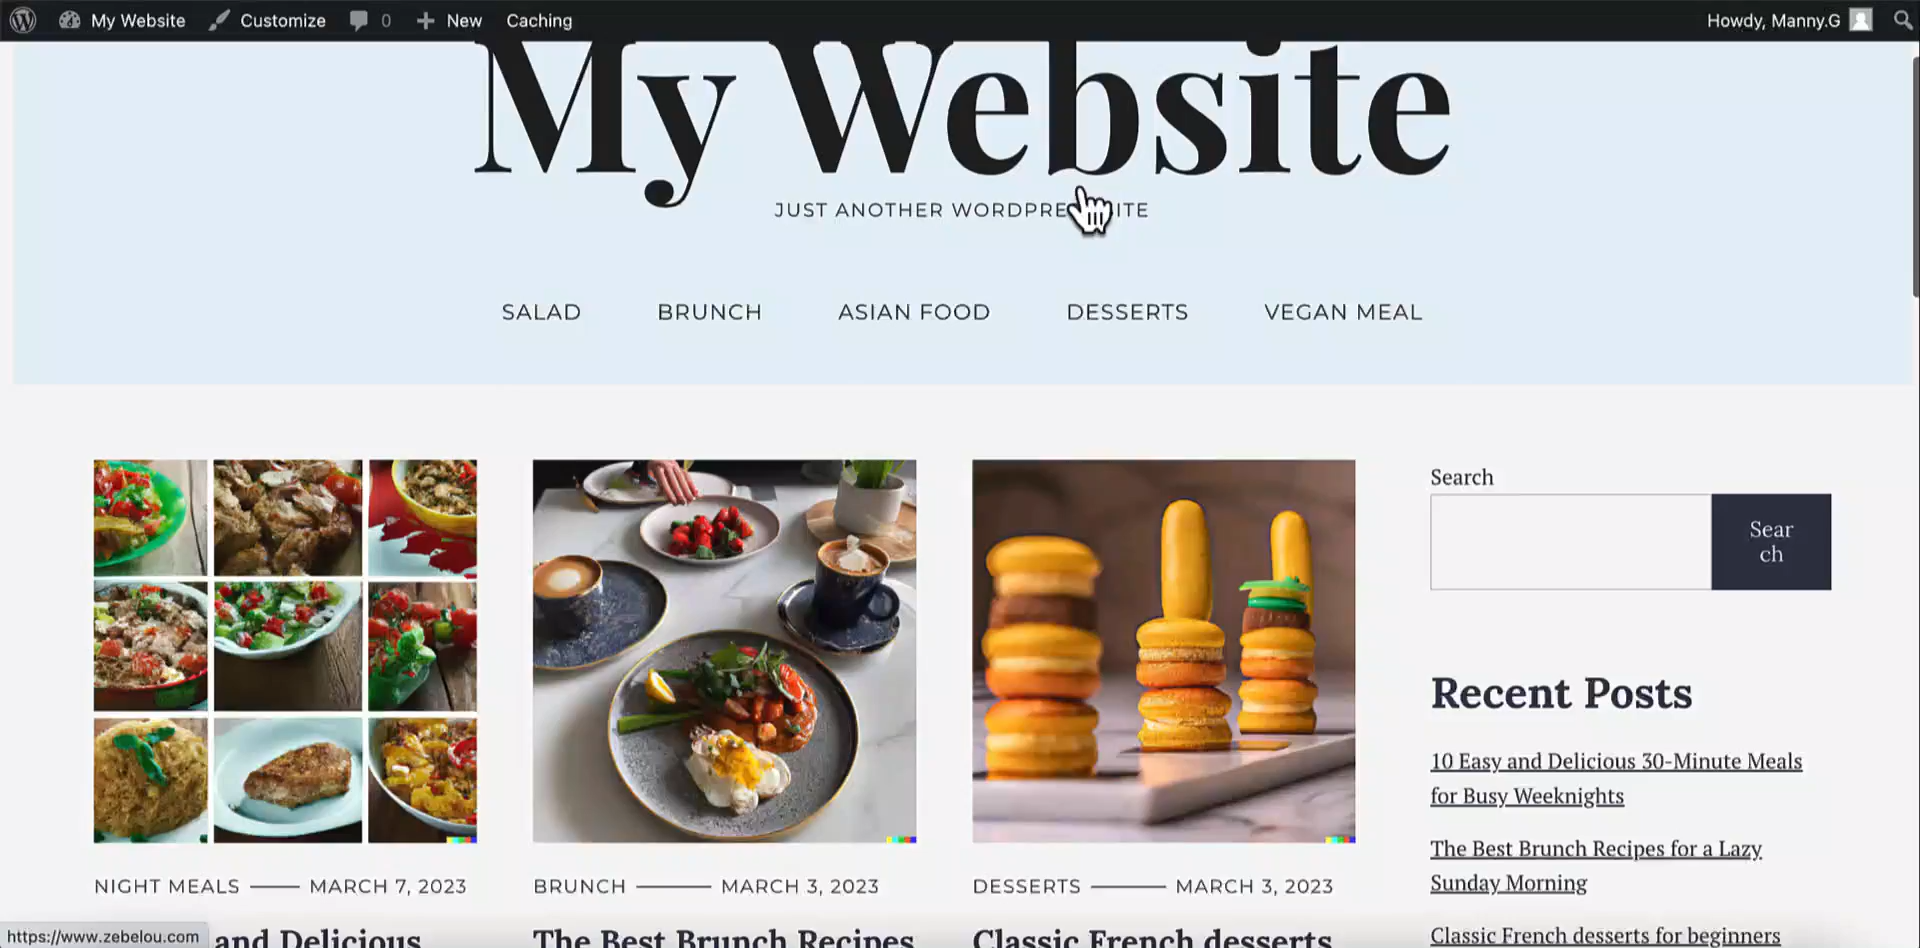 My Website
Customize
0
New
Caching
Howdy, Manny.G
My Website
JUST ANOTHER
SALAD
BRUNCH
ASIAN FOOD
DESSERTS
VEGAN MEAL
Search
Sear
ch
Recent Posts
10 Easy and Delicious 30-Minute Meals
for Busy Weeknights
The Best Brunch Recipes for a Lazy
Sunday Morning
Classic French desserts for beginners
NIGHT MEALS
MARCH 7, 2023
BRUNCH
MARCH 3, 2023
DESSERTS
MARCH 3, 2023
and Delicious
The Best Brunch Recipes
Classic French desserts
https://www.zebelou.com